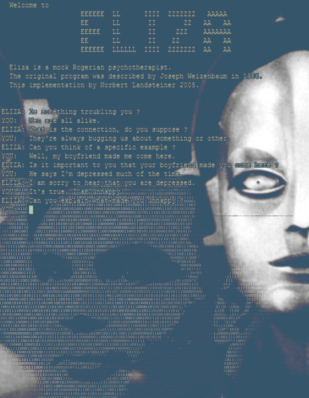 Welcome to
EEEEEE LL IIII ZZZZZZZ AAAAA
EE LL II ZZ AA AA
EEEEE LL II ZZZ AAAAAAA
EE LL II ZZ AA AA
EEEEEE LLLLLL IIII ZZZZZZZ AA AA
Eliza is a mock Rogerian psychotherapist.
The original program was described by Joseph Weizenbaum in 1966.
This implementation by Norbert Landsteiner 2005.
ELIZA: Is something troubling you ?
YOU: Men are all alike.
ELIZA: What is the connection, do you suppose ?
YOU: They're always bugging us about something or other.
ELIZA: Can you think of a specific example ?
YOU: Well, my boyfriend made me come here.
ELIZA: Is it important to you that your boyfriend made you come here ?
YOU: He says I'm depressed much of the time.
ELIZA: I am sorry to hear that you are depressed.
YOU: It's true. I am unhappy.
ELIZA: Can you explain what made you unhappy ?